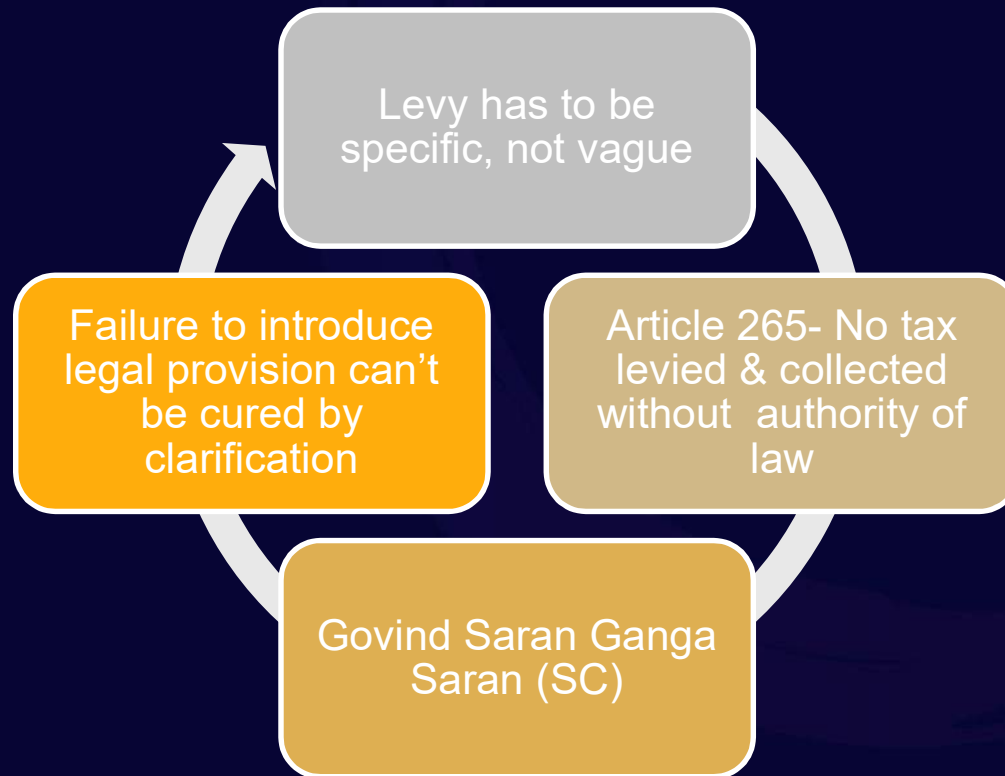 Levy has to be
specific, not vague
Article 265- No tax
levied & collected
without  authority of
law
Govind Saran Ganga
Saran (SC)
Failure to introduce
legal provision can’t
be cured by
clarification